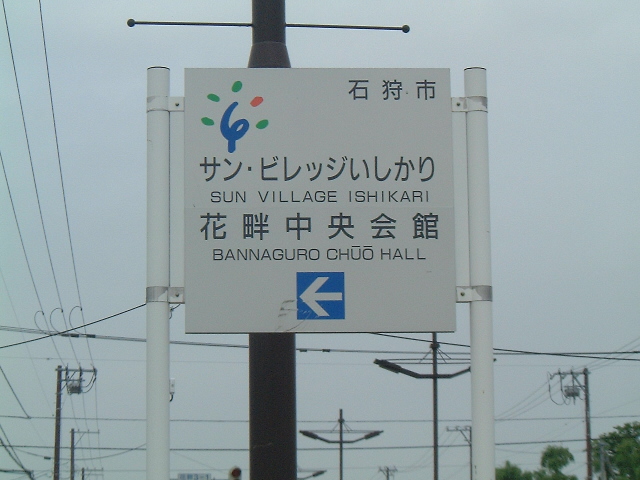 石狩市
サン・ビレッジいしかり
SUN VILLAGE ISHIKARI
花畔中央会館
BANNAGURO CHŪŌ HALL